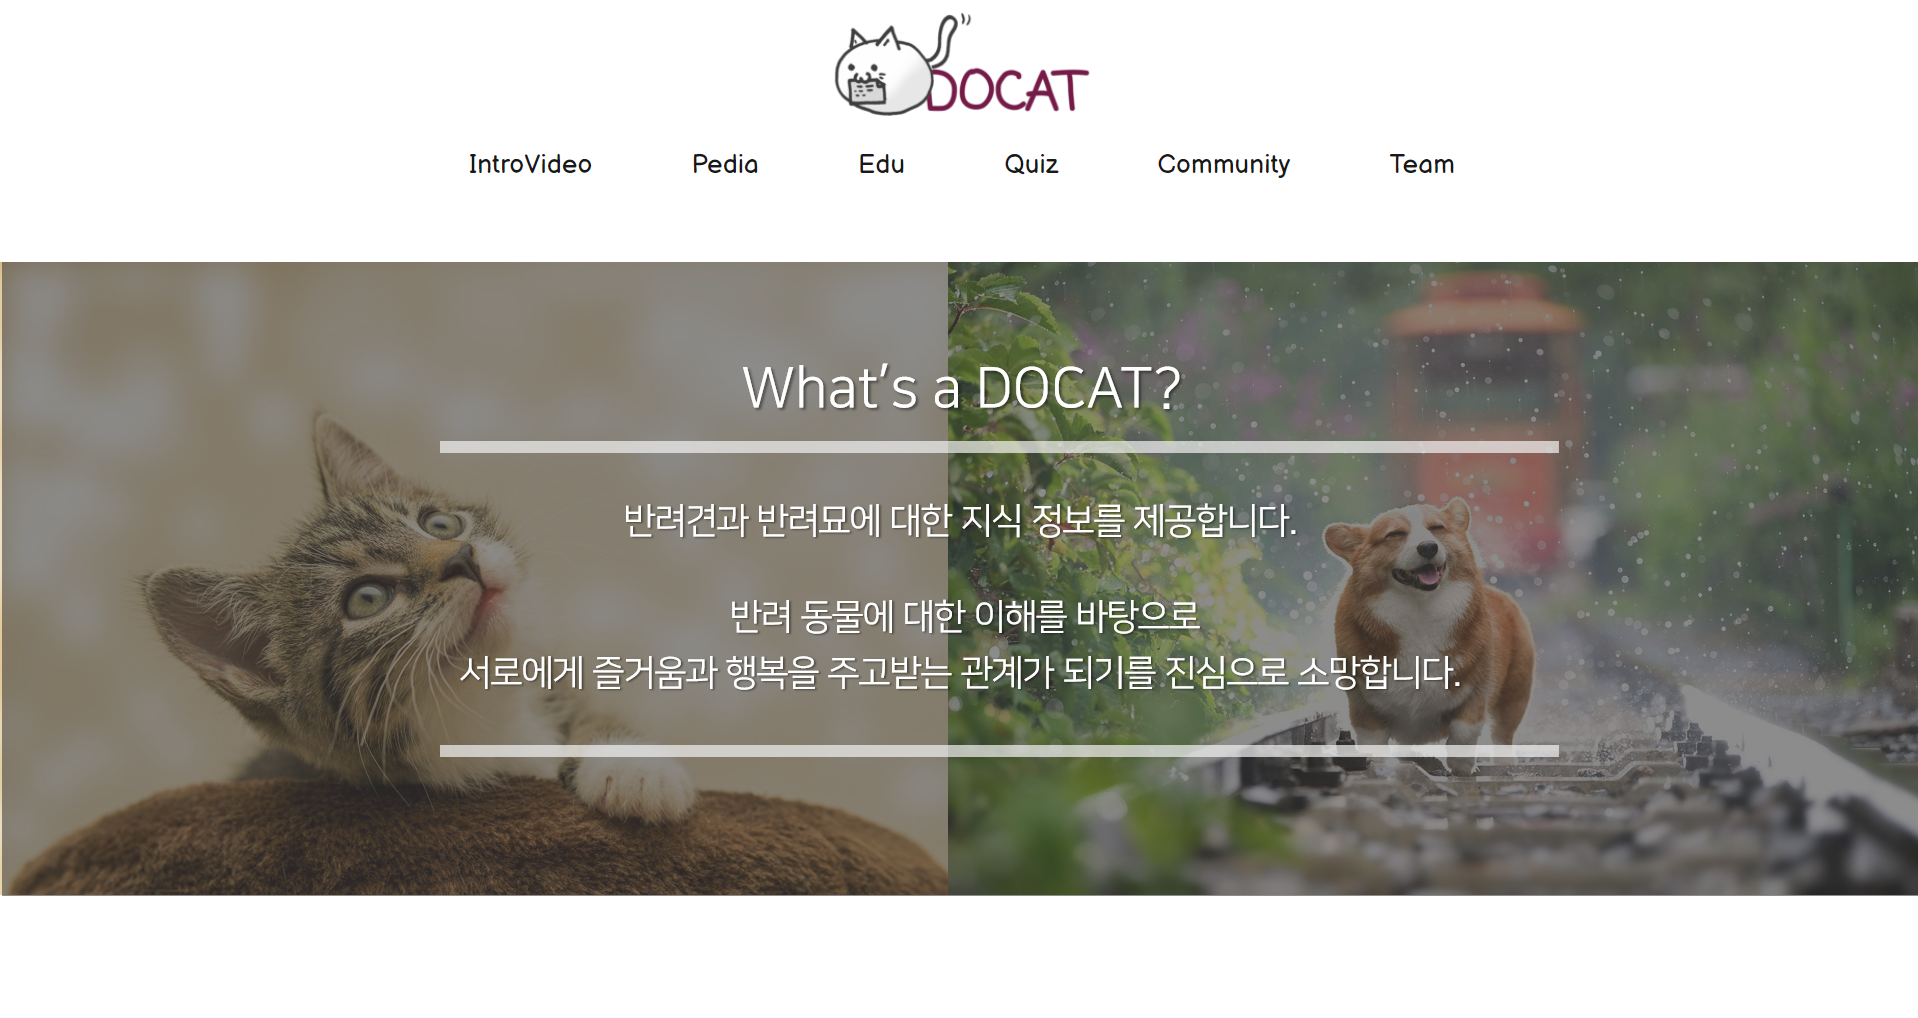 DOCAT
IntroVideo Pedia Edu Quiz Community Team
What's a DOCAT?
반려견과 반려묘에 대한 지식 정보를 제공합니다.
반려 동물에 대한 이해를 바탕으로
서로에게 즐거움과 행복을 주고받는 관계가 되기를 진심으로 소망합니다.